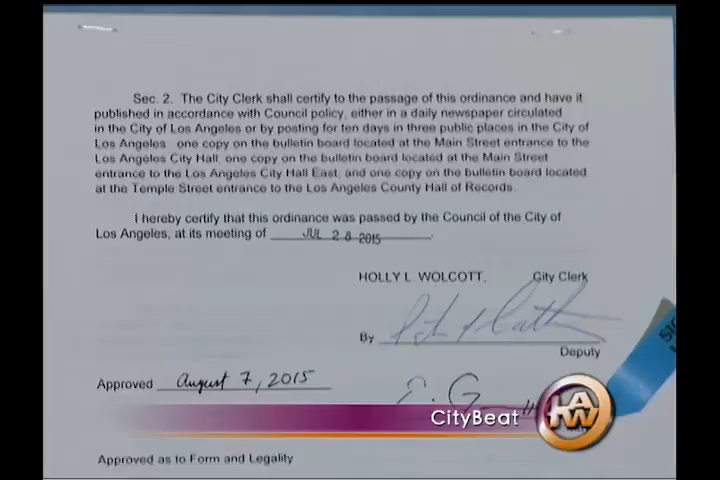 Sec. 2. The City Clerk shall certify to the passage of this ordinance and have it
published in accordance with Council policy, either in a daily newspaper circulated
in the City of Los Angeles or by posting for ten days in three public places in the City of
Los Angeles: one copy on the bulletin board located at the Main Street entrance to the
Los Angeles City Hall; one copy on the bulletin board located at the Main Street
entrance to the Los Angeles City Hall East; and one copy on the bulletin board located
at the Temple Street entrance to the Los Angeles County Hall of Records.
I hereby certify that this ordinance was passed by the Council of the City of
Los Angeles, at its meeting of JUL 28 2015.
HOLLY L. WOLCOTT, City Clerk
By
Deputy
Approved August 7, 2015
E. G
CityBeat
LA
Approved as to Form and Legality